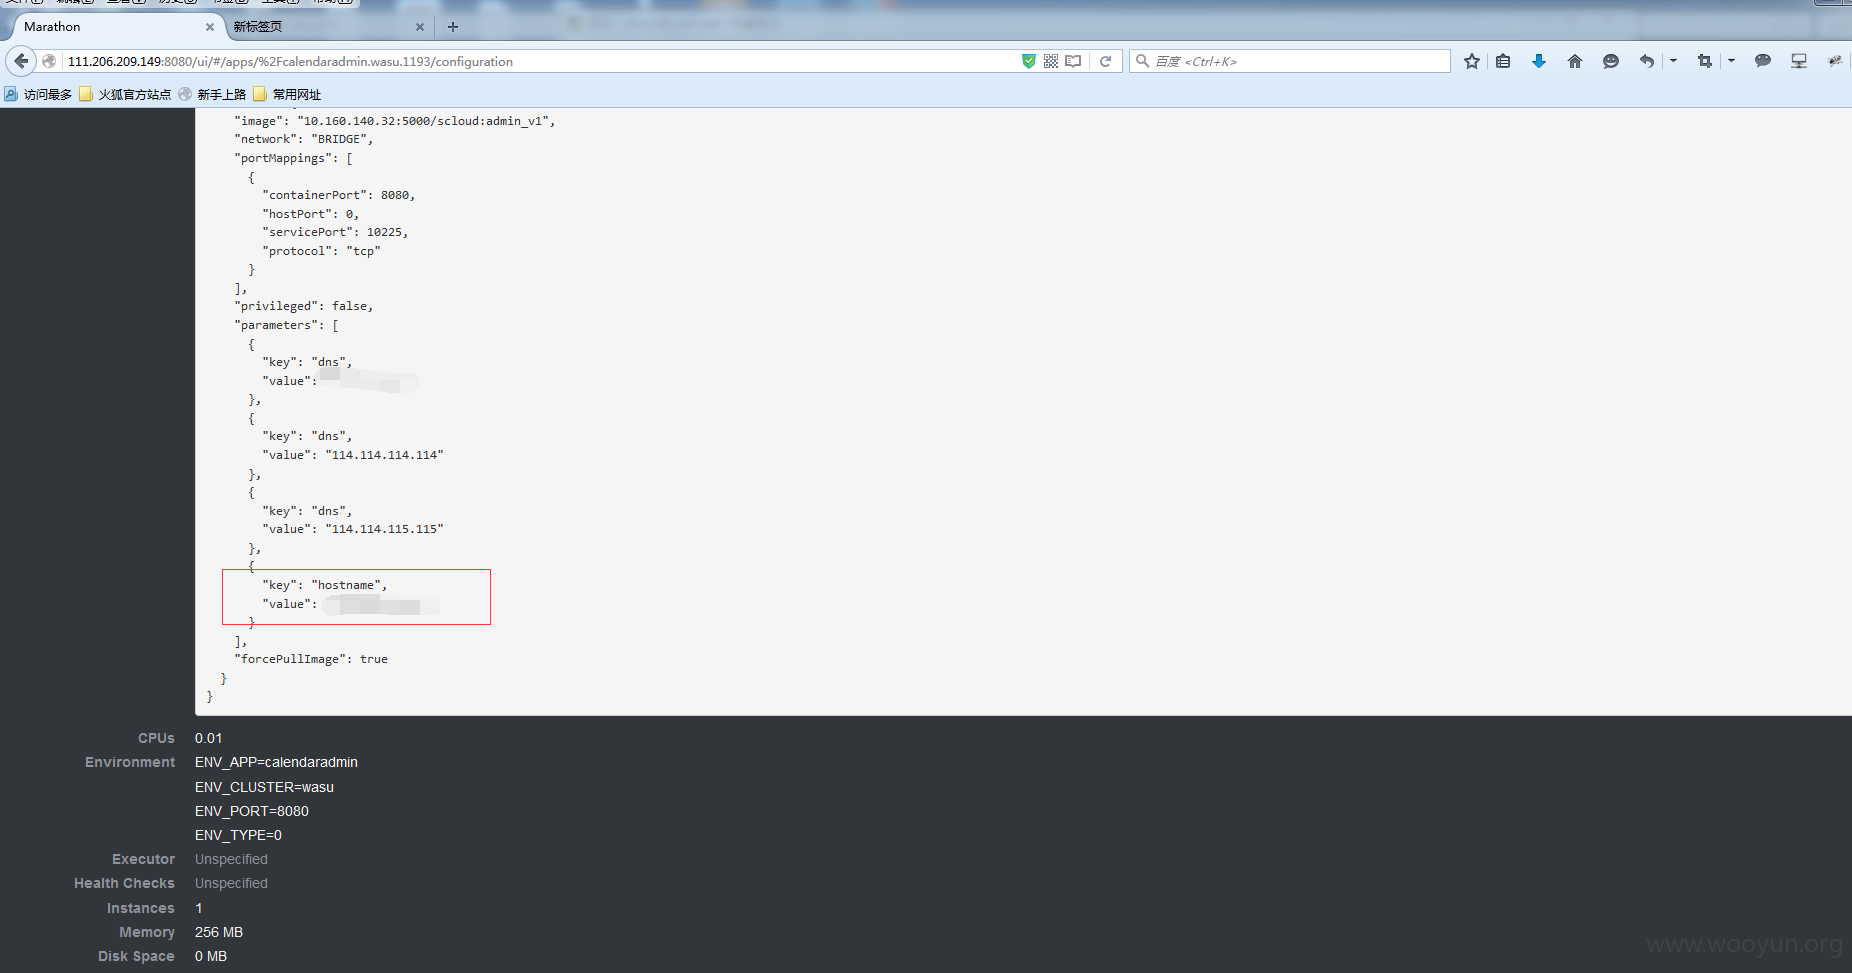 Marathon
新标签页
111.206.209.149:8080/ui/#/apps/%2Fcalendaradmin.wasu.1193/configuration
百度 <Ctrl+K>
访问最多 火狐官方站点 新手上路 常用网址
"image": "10.160.140.32:5000/scloud:admin_v1",
"network": "BRIDGE",
"portMappings": [
{
"containerPort": 8080,
"hostPort": 0,
"servicePort": 10225,
"protocol": "tcp"
}
],
"privileged": false,
"parameters": [
{
"key": "dns",
"value":
},
{
"key": "dns",
"value": "114.114.114.114"
},
{
"key": "dns",
"value": "114.114.115.115"
},
{
"key": "hostname",
"value":
}
],
"forcePullImage": true
}
}
CPUs 0.01
Environment ENV_APP=calendaradmin
ENV_CLUSTER=wasu
ENV_PORT=8080
ENV_TYPE=0
Executor Unspecified
Health Checks Unspecified
Instances 1
Memory 256 MB
Disk Space 0 MB
www.wooyun.org